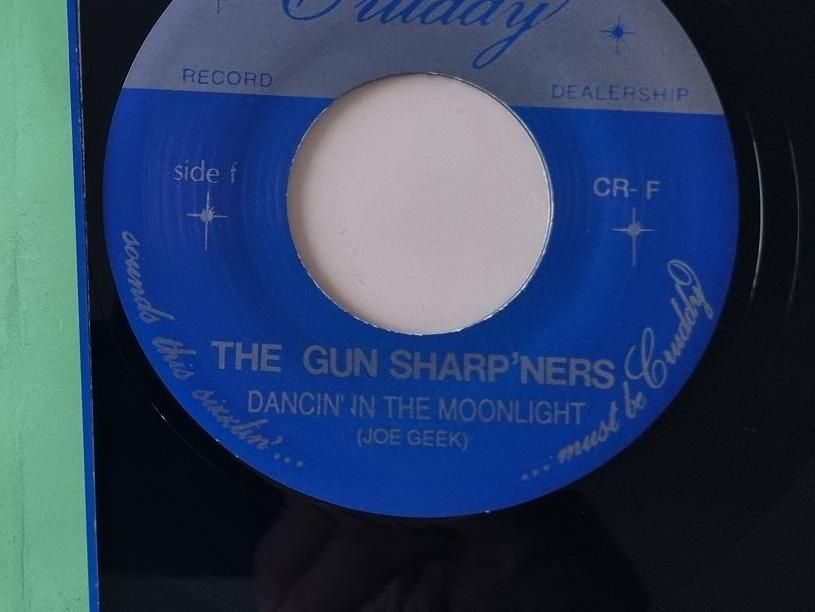 Cruddy
RECORD
DEALERSHIP
side f
CR- F
THE GUN SHARP'NERS
DANCIN' IN THE MOONLIGHT
(JOE GEEK)
sounds this sizzlin'...
...must be Cruddy